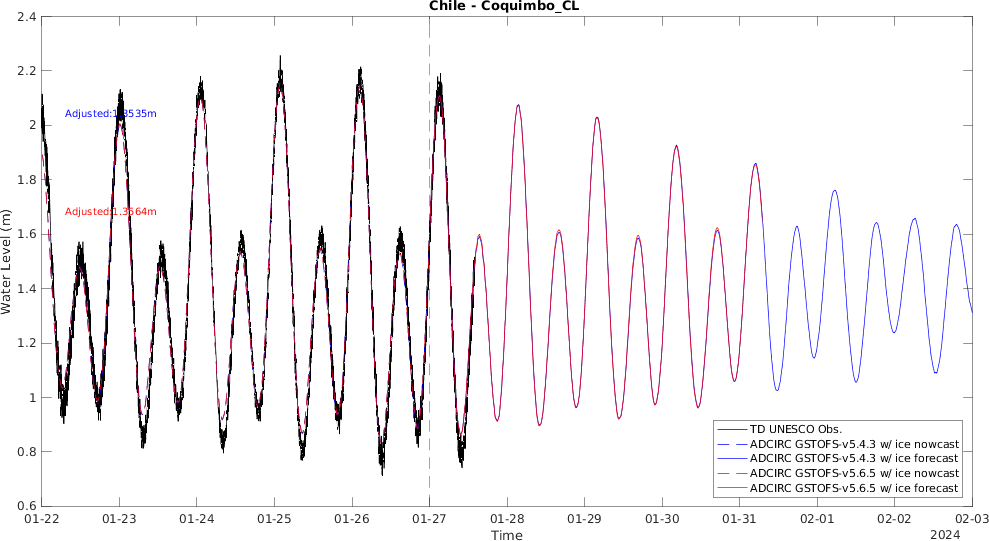 Chile - Coquimbo_CL
2.4
2.2
2
1.8
1.6
1.4
1.2
1
0.8
0.6
Water Level (m)
Adjusted:1.3535m
Adjusted:1.3564m
TD UNESCO Obs.
ADCIRC GSTOFS-v5.4.3 w/ ice nowcast
ADCIRC GSTOFS-v5.4.3 w/ ice forecast
ADCIRC GSTOFS-v5.6.5 w/ ice nowcast
ADCIRC GSTOFS-v5.6.5 w/ ice forecast
01-22 01-23 01-24 01-25 01-26 01-27 01-28 01-29 01-30 01-31 02-01 02-02 02-03
Time
2024